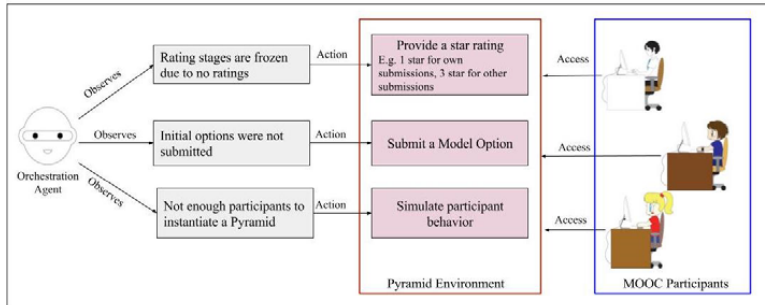 Observes
Observes
Observes
Orchestration
Agent
Rating stages are frozen
due to no ratings
Action
Provide a star rating
E.g. 1 star for own
submissions, 3 star for other
submissions
Access
Initial options were not
submitted
Action
Submit a Model Option
Access
Not enough participants to
instantiate a Pyramid
Action
Simulate participant
behavior
Access
Pyramid Environment
MOOC Participants